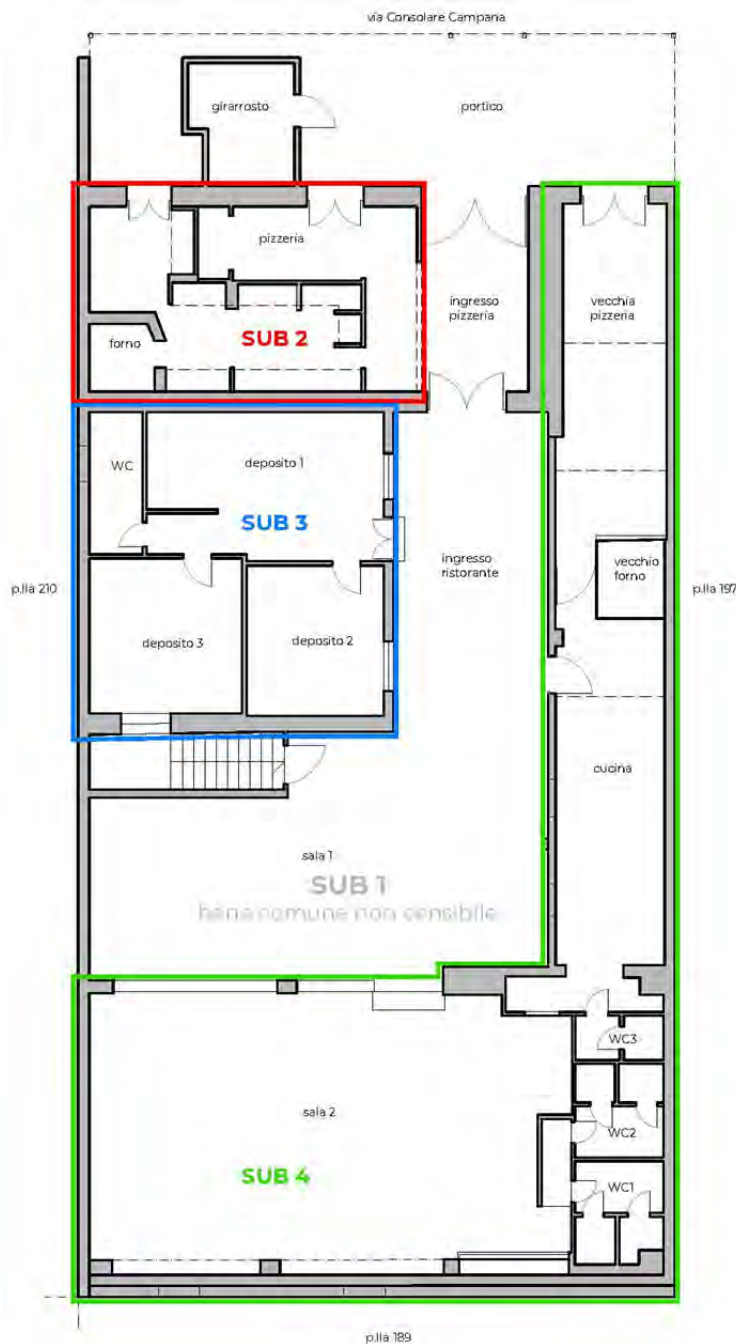 via Consolare Campana
girarrosto
portico
pizzeria
ingresso
pizzeria
vecchia
pizzeria
forno
SUB 2
WC
deposito 1
SUB 3
ingresso
ristorante
vecchio
forno
p.lla 210
p.lla 197
deposito 3
deposito 2
cucina
sala 1
SUB 1
bene comune non censibile
WC3
sala 2
WC2
SUB 4
WC1
p.lla 189